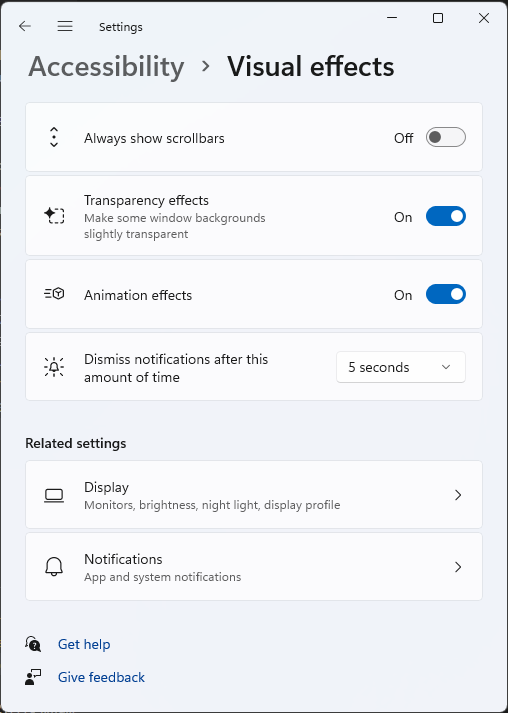 Settings
Accessibility > Visual effects
Always show scrollbars
Off
Transparency effects
Make some window backgrounds
slightly transparent
On
Animation effects
On
Dismiss notifications after this
amount of time
5 seconds
Related settings
Display
Monitors, brightness, night light, display profile
Notifications
App and system notifications
Get help
Give feedback